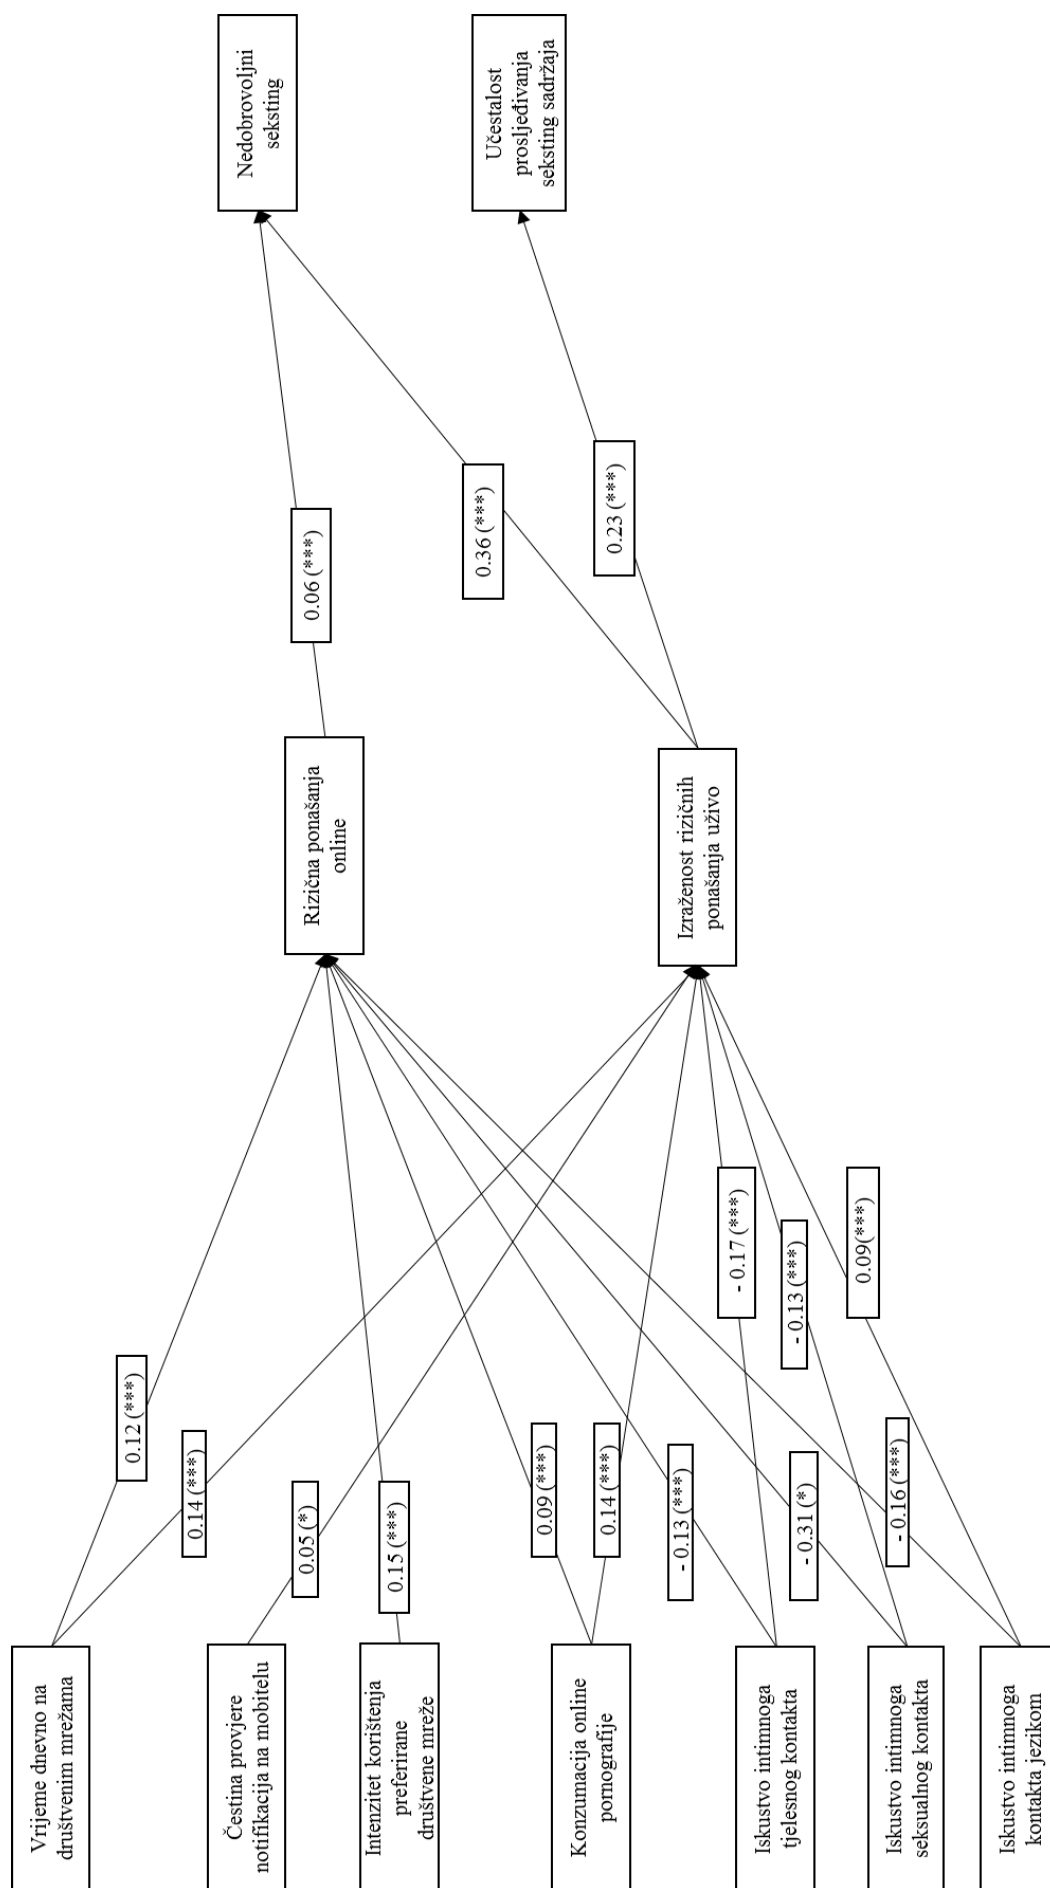 Vrijeme dnevno na
društvenim mrežama
Čestina provjere
notifikacija na mobitelu
Intenzitet korištenja
preferirane
društvene mreže
Konzumacija online
pornografije
Iskustvo intimnoga
tjelesnog kontakta
Iskustvo intimnoga
seksualnog kontakta
Iskustvo intimnoga
kontakta jezikom
0.12 (***)
0.14 (***)
0.05 (*)
0.15 (***)
0.09 (***)
0.14 (***)
- 0.13 (***)
- 0.17 (***)
- 0.31 (*)
- 0.13 (***)
- 0.16 (***)
0.09(***)
Rizična ponašanja
online
Izraženost rizičnih
ponašanja uživo
0.06 (***)
0.36 (***)
0.23 (***)
Nedobrovoljni
seksting
Učestalost
prosljeđivanja
seksting sadržaja